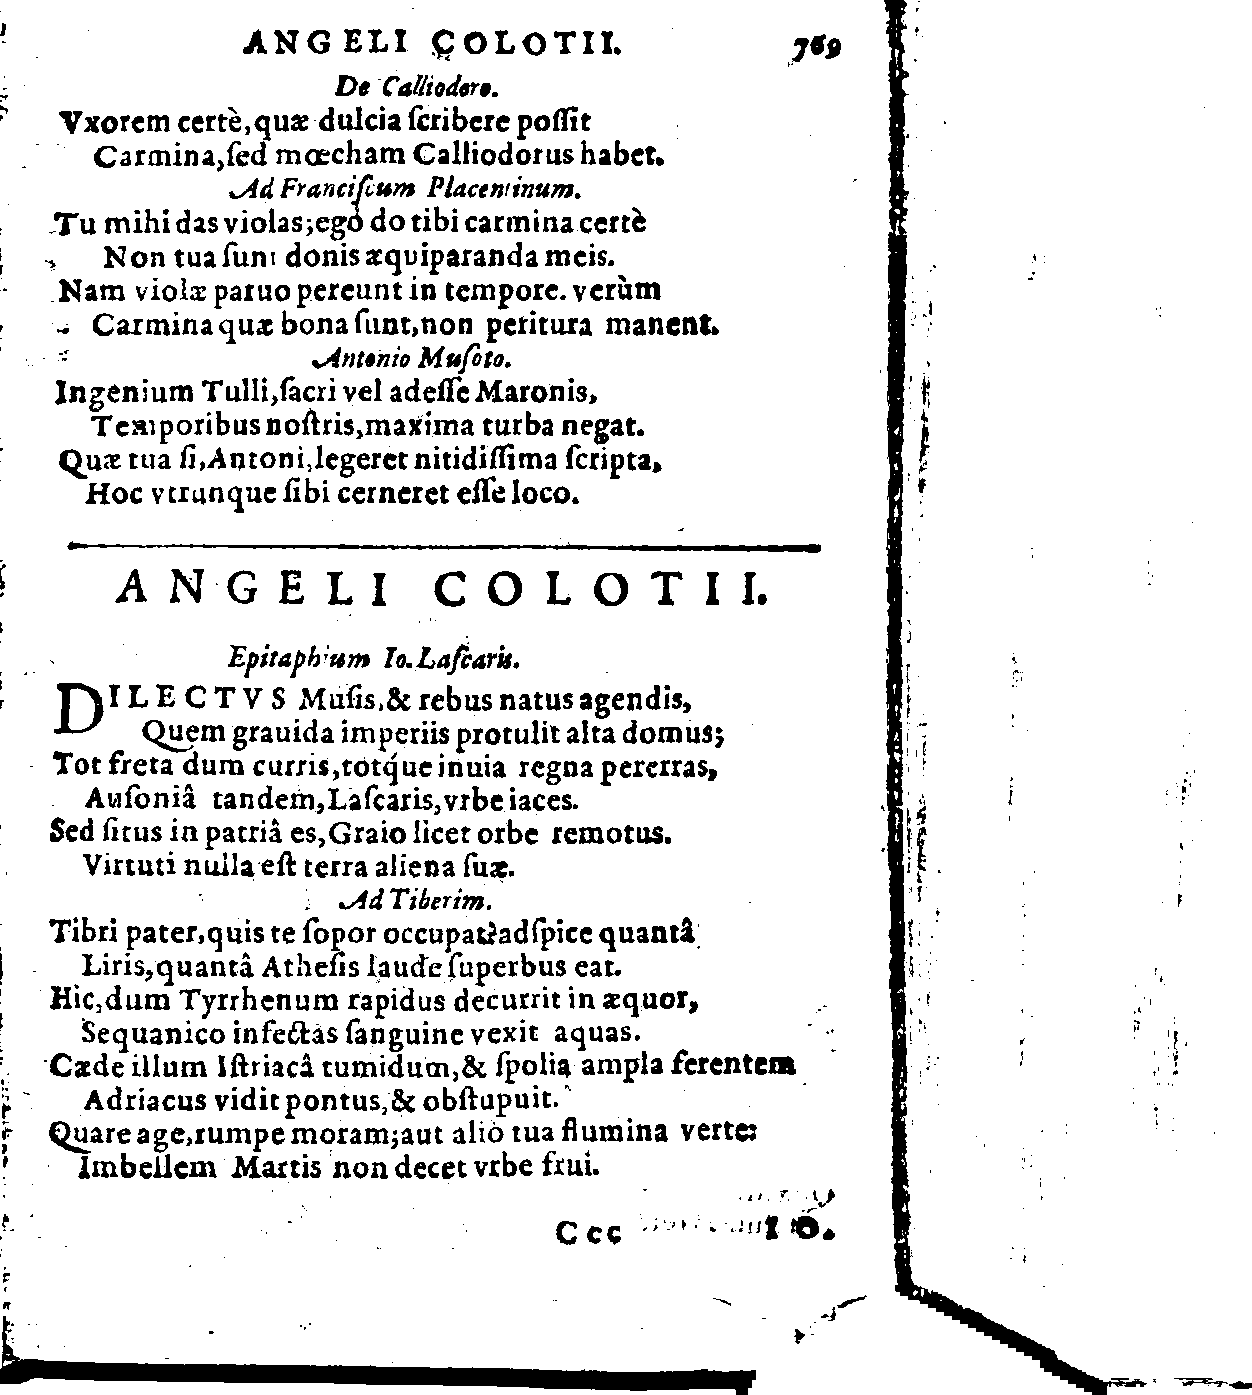 ANGELI COLOTII. 769
De Calliodoro.
Vxorem certè, quæ dulcia ſcribere poſſit
Carmina, ſed mœcham Calliodorus habet.
Ad Franciſcum Placentinum.
Tu mihi das violas; ego do tibi carmina certè
Non tua ſunt donis æquiparanda meis.
Nam violæ paruo pereunt in tempore. verùm
Carmina quæ bona ſunt, non peritura manent.
Antonio Muſoto.
Ingenium Tulli, ſacri vel adeſſe Maronis,
Temporibus noſtris, maxima turba negat.
Quæ tua ſi, Antoni, legeret nitidiſſima ſcripta,
Hoc vtrunque ſibi cerneret eſſe loco.
ANGELI COLOTII.
Epitaphium Io. Laſcaris.
DILECTVS Muſis, & rebus natus agendis,
Quem grauida imperiis protulit alta domus;
Tot freta dum curris, totq́ue inuia regna pererras,
Auſoniâ tandem, Laſcaris, vrbe iaces.
Sed ſitus in patriâ es, Graio licet orbe remotus.
Virtuti nulla eſt terra aliena ſuæ.
Ad Tiberim.
Tibri pater, quis te ſopor occupat? adſpice quantâ
Liris, quantâ Atheſis laude ſuperbus eat.
Hic, dum Tyrrhenum rapidus decurrit in æquor,
Sequanico infectas ſanguine vexit aquas.
Cæde illum Iſtriacâ tumidum, & ſpolia ampla ferentem
Adriacus vidit pontus, & obſtupuit.
Quare age, rumpe moram; aut aliò tua flumina verte:
Imbellem Martis non decet vrbe frui.
Ccc IO.